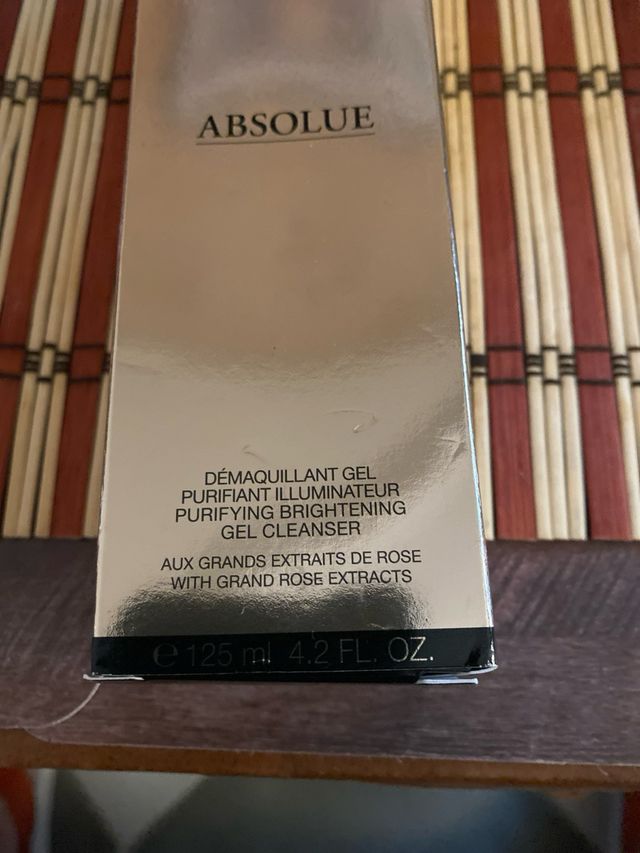 ABSOLUE
DÉMAQUILLANT GEL
PURIFIANT ILLUMINATEUR
PURIFYING BRIGHTENING
GEL CLEANSER
AUX GRANDS EXTRAITS DE ROSE
WITH GRAND ROSE EXTRACTS
℮ 125 ml 4.2 FL. OZ.